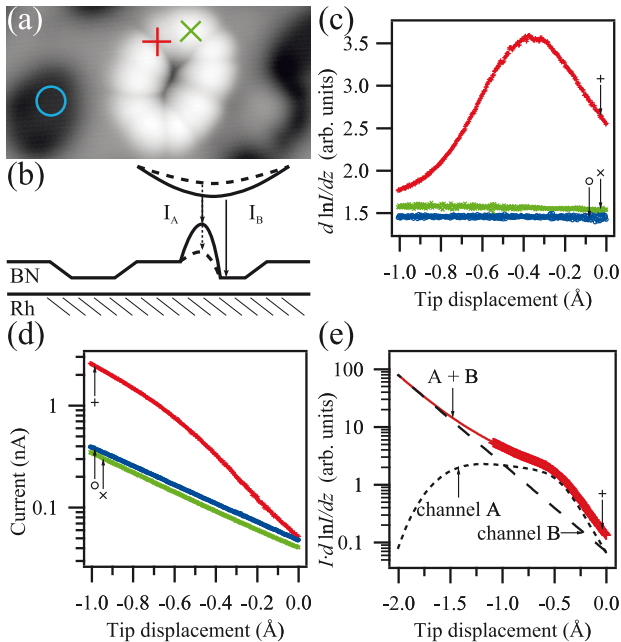 (a)
(b)
I_A I_B
BN
Rh
(c)
d lnI/dz (arb. units)
3.5
3.0
2.5
2.0
1.5
+
o
×
-1.0 -0.8 -0.6 -0.4 -0.2 0.0
Tip displacement (Å)
(d)
Current (nA)
1
0.1
+
o
×
-1.0 -0.8 -0.6 -0.4 -0.2 0.0
Tip displacement (Å)
(e)
I·d lnI/dz (arb. units)
100
10
1
0.1
A + B
channel A
channel B
+
-2.0 -1.5 -1.0 -0.5 0.0
Tip displacement (Å)